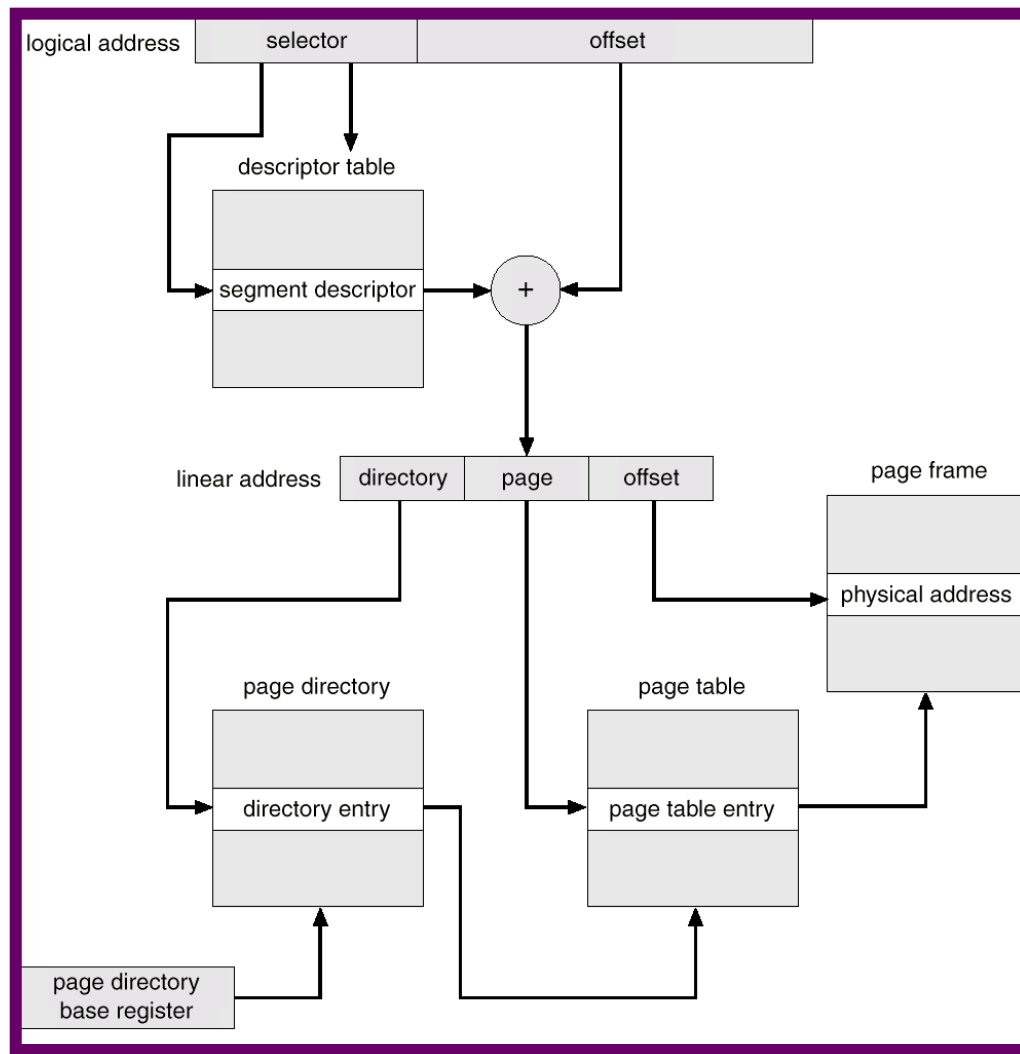 logical address
selector
offset
descriptor table
segment descriptor
+
linear address
directory
page
offset
page frame
physical address
page directory
page table
directory entry
page table entry
page directory
base register